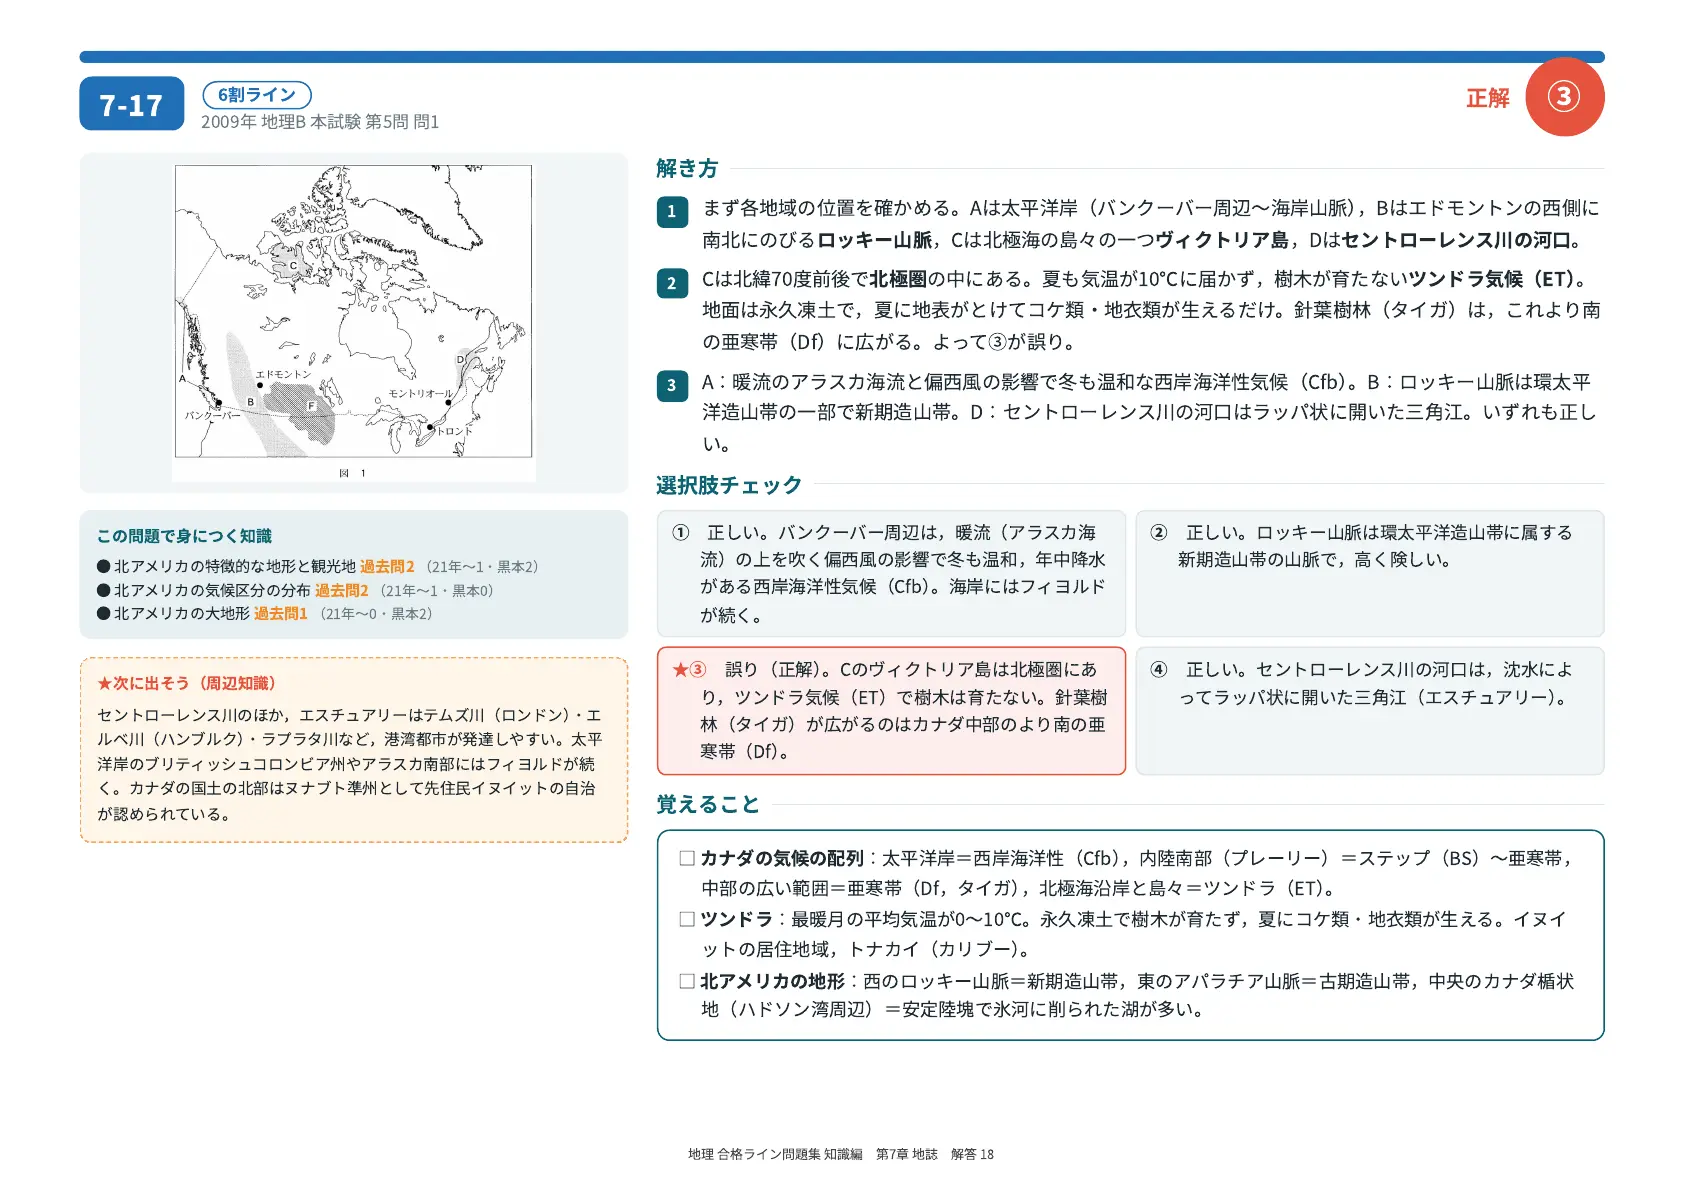 7-17
6割ライン
2009年 地理B 本試験 第5問 問1
正解
③
C
A
エドモントン
B
F
バンクーバー
D
モントリオール
トロント
図 1
この問題で身につく知識
●北アメリカの特徴的な地形と観光地 過去問2 (21年〜1・黒本2)
●北アメリカの気候区分の分布 過去問2 (21年〜1・黒本0)
●北アメリカの大地形 過去問1 (21年〜0・黒本2)
★次に出そう（周辺知識）
セントローレンス川のほか，エスチュアリーはテムズ川（ロンドン）・エ
ルベ川（ハンブルク）・ラプラタ川など，港湾都市が発達しやすい。太平
洋岸のブリティッシュコロンビア州やアラスカ南部にはフィヨルドが続
く。カナダの国土の北部はヌナブト準州として先住民イヌイットの自治
が認められている。
解き方
1 まず各地域の位置を確かめる。Aは太平洋岸（バンクーバー周辺〜海岸山脈），Bはエドモントンの西側に
南北にのびるロッキー山脈，Cは北極海の島々の一つヴィクトリア島，Dはセントローレンス川の河口。
2 Cは北緯70度前後で北極圏の中にある。夏も気温が10℃に届かず，樹木が育たないツンドラ気候（ET）。
地面は永久凍土で，夏に地表がとけてコケ類・地衣類が生えるだけ。針葉樹林（タイガ）は，これより南
の亜寒帯（Df）に広がる。よって③が誤り。
3 A：暖流のアラスカ海流と偏西風の影響で冬も温和な西岸海洋性気候（Cfb）。B：ロッキー山脈は環太平
洋造山帯の一部で新期造山帯。D：セントローレンス川の河口はラッパ状に開いた三角江。いずれも正し
い。
選択肢チェック
① 正しい。バンクーバー周辺は，暖流（アラスカ海
流）の上を吹く偏西風の影響で冬も温和，年中降水
がある西岸海洋性気候（Cfb）。海岸にはフィヨルド
が続く。
② 正しい。ロッキー山脈は環太平洋造山帯に属する
新期造山帯の山脈で，高く険しい。
★③ 誤り（正解）。Cのヴィクトリア島は北極圏にあ
り，ツンドラ気候（ET）で樹木は育たない。針葉樹
林（タイガ）が広がるのはカナダ中部のより南の亜
寒帯（Df）。
④ 正しい。セントローレンス川の河口は，沈水によ
ってラッパ状に開いた三角江（エスチュアリー）。
覚えること
□ カナダの気候の配列：太平洋岸＝西岸海洋性（Cfb），内陸南部（プレーリー）＝ステップ（BS）〜亜寒帯，
中部の広い範囲＝亜寒帯（Df，タイガ），北極海沿岸と島々＝ツンドラ（ET）。
□ ツンドラ：最暖月の平均気温が0〜10℃。永久凍土で樹木が育たず，夏にコケ類・地衣類が生える。イヌイ
ットの居住地域，トナカイ（カリブー）。
□ 北アメリカの地形：西のロッキー山脈＝新期造山帯，東のアパラチア山脈＝古期造山帯，中央のカナダ楯状
地（ハドソン湾周辺）＝安定陸塊で氷河に削られた湖が多い。
地理 合格ライン問題集 知識編 第7章 地誌 解答 18